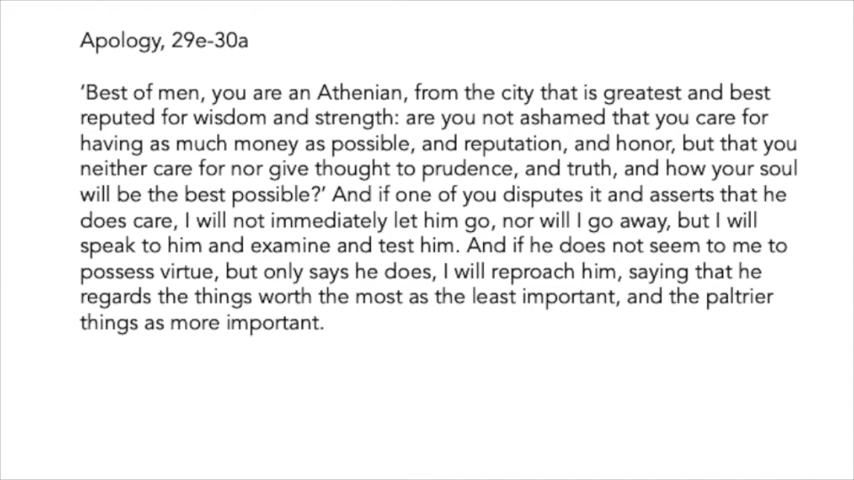 Apology, 29e-30a
‘Best of men, you are an Athenian, from the city that is greatest and best
reputed for wisdom and strength: are you not ashamed that you care for
having as much money as possible, and reputation, and honor, but that you
neither care for nor give thought to prudence, and truth, and how your soul
will be the best possible?’ And if one of you disputes it and asserts that he
does care, I will not immediately let him go, nor will I go away, but I will
speak to him and examine and test him. And if he does not seem to me to
possess virtue, but only says he does, I will reproach him, saying that he
regards the things worth the most as the least important, and the paltrier
things as more important.